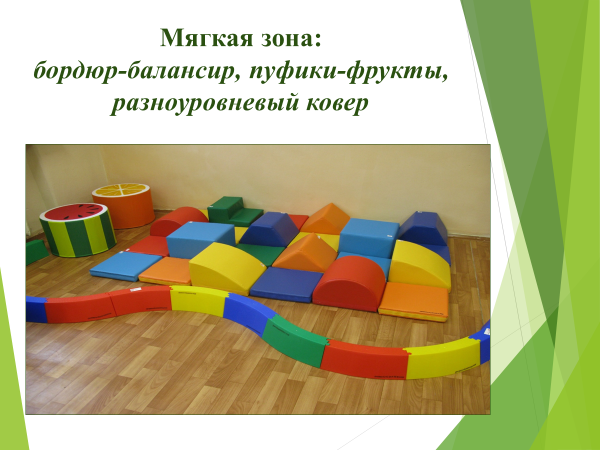 Мягкая зона:
бордюр-балансир, пуфики-фрукты,
разноуровневый ковер